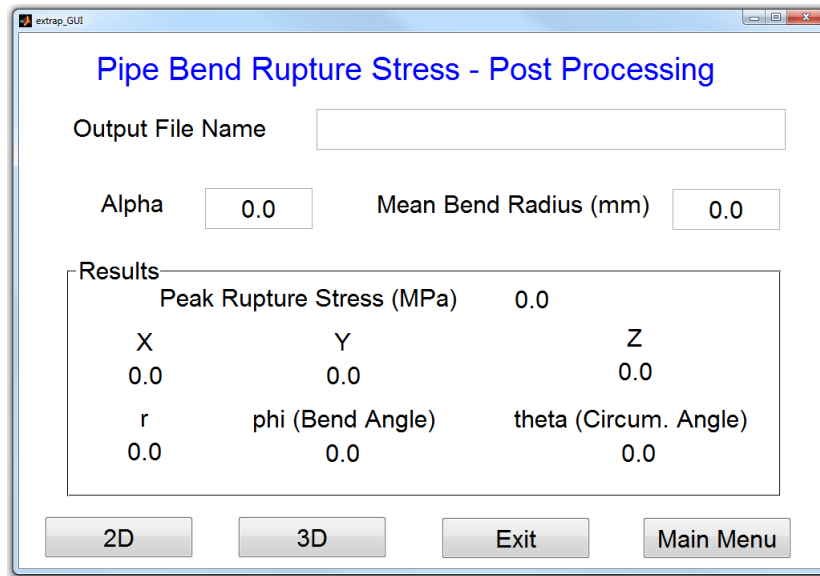 extrap_GUI
Pipe Bend Rupture Stress - Post Processing
Output File Name
Alpha 0.0 Mean Bend Radius (mm) 0.0
Results
Peak Rupture Stress (MPa) 0.0
X Y Z
0.0 0.0 0.0
r phi (Bend Angle) theta (Circum. Angle)
0.0 0.0 0.0
2D 3D Exit Main Menu